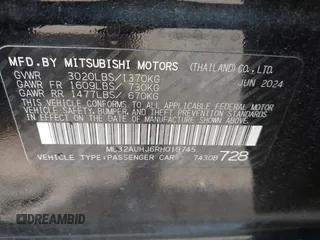 MFD.BY MITSUBISHI MOTORS (THAILAND)CO.,LTD.
GVWR 3020LBS/1370KG JUN 2024
GAWR FR 1609LBS/ 730KG
GAWR RR 1477LBS/ 670KG
THIS VEHICLE CONFORMS TO ALL APPLICABLE
FEDERAL MOTOR VEHICLE SAFETY, BUMPER, AND
THEFT PREVENTION STANDARDS IN EFFECT ON THE
DATE OF MANUFACTURE SHOWN ABOVE.
ML32AUHJ6RH019745
VEHICLE TYPE:PASSENGER CAR 7430B 728
AUTOBIDMID